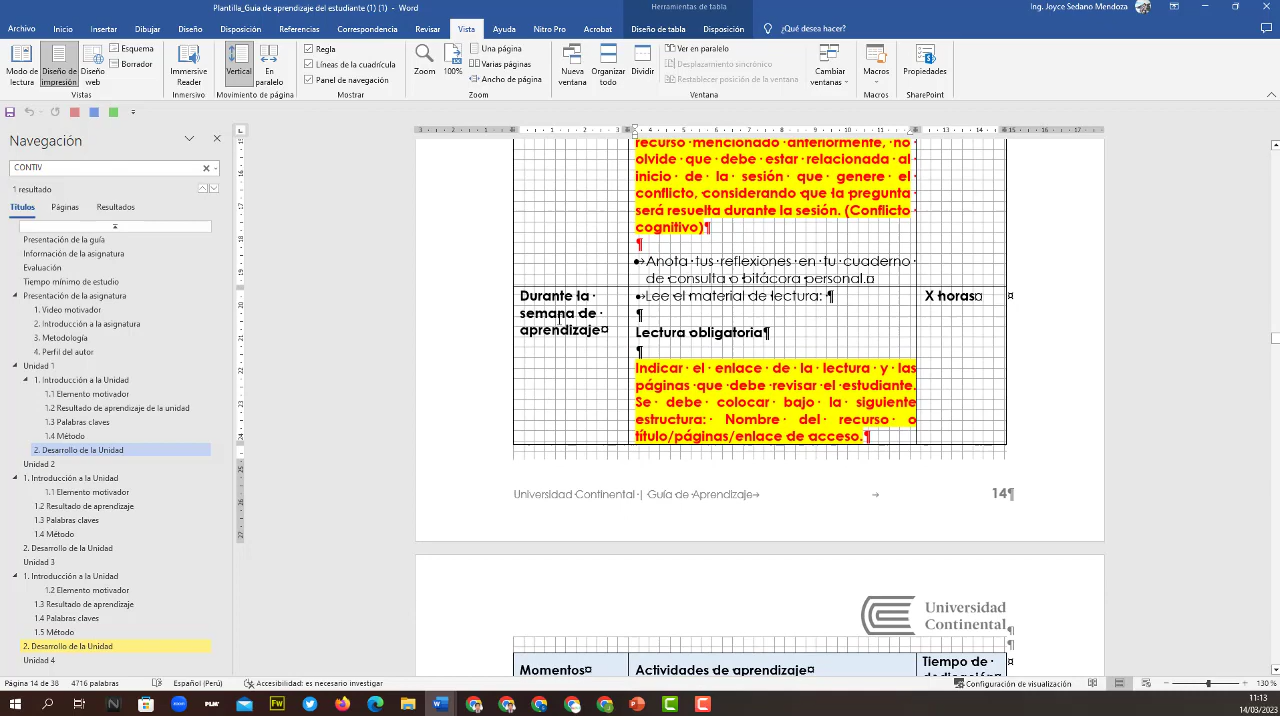 Plantilla_Guia de aprendizaje del estudiante (1) (1) - Word
Herramientas de tabla
Ing. Joyce Sedano Mendoza
Archivo Inicio Insertar Dibujar Diseño Disposición Referencias Correspondencia Revisar Vista Ayuda Nitro Pro Acrobat Diseño de tabla Disposición ¿Qué desea hacer?
Modo de lectura
Diseño de impresión
Diseño web
Esquema
Borrador
Vistas
Immersive Reader
Inmersivo
Vertical
En paralelo
Movimiento de página
Regla
Líneas de la cuadrícula
Panel de navegación
Mostrar
Zoom
100%
Una página
Varias páginas
Ancho de página
Zoom
Nueva ventana
Organizar todo
Dividir
Ver en paralelo
Desplazamiento sincrónico
Restablecer posición de la ventana
Ventana
Cambiar ventanas
Macros
Macros
Propiedades
SharePoint
Navegación
CONTIV
1 resultado
Títulos Páginas Resultados
Presentación de la guía
Información de la asignatura
Evaluación
Tiempo mínimo de estudio
Presentación de la asignatura
1. Video motivador
2. Introducción a la asignatura
3. Metodología
4. Perfil del autor
Unidad 1
1. Introducción a la Unidad
1.1 Elemento motivador
1.2 Resultado de aprendizaje de la unidad
1.3 Palabras claves
1.4 Método
2. Desarrollo de la Unidad
Unidad 2
1. Introducción a la Unidad
1.1 Elemento motivador
1.2 Resultado de aprendizaje
1.3 Palabras claves
1.4 Método
2. Desarrollo de la Unidad
Unidad 3
1. Introducción a la Unidad
1.2 Elemento motivador
1.3 Resultado de aprendizaje
1.4 Palabras claves
1.5 Método
2. Desarrollo de la Unidad
Unidad 4
recurso mencionado anteriormente, no
olvide que debe estar relacionada al
inicio de la sesión que genere el
conflicto, considerando que la pregunta
será resuelta durante la sesión. (Conflicto
cognitivo)¶
¶
Anota tus reflexiones en tu cuaderno
de consulta o bitácora personal.¤
Durante la
semana de
aprendizaje¤
Lee el material de lectura: ¶
¶
Lectura obligatoria¶
¶
Indicar el enlace de la lectura y las
páginas que debe revisar el estudiante.
Se debe colocar bajo la siguiente
estructura: Nombre del recurso o
título/páginas/enlace de acceso.¶
X horas¤
Universidad Continental | Guía de Aprendizaje 14¶
Universidad
Continental¶
Momentos¤ Actividades de aprendizaje¤ Tiempo de
Página 14 de 38 4716 palabras Español (Perú) Accesibilidad: es necesario investigar Configuración de visualización 130 %
11:13
14/03/2023